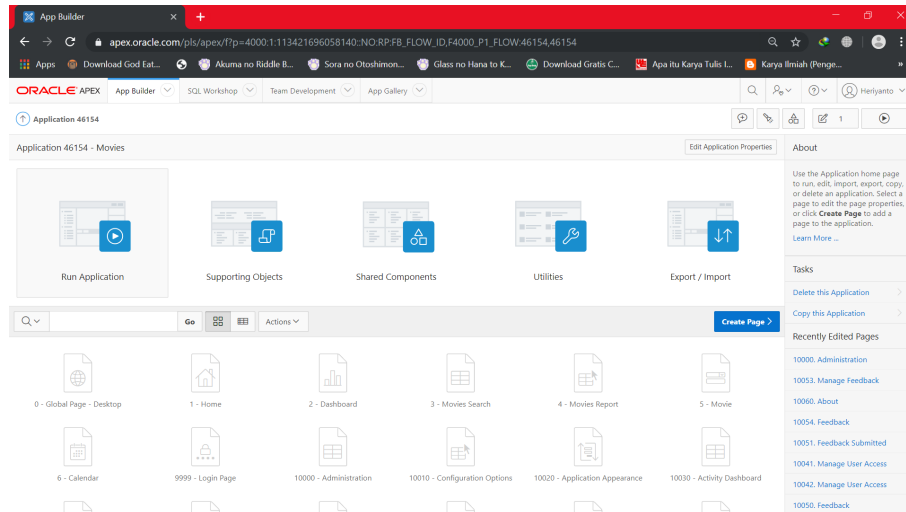 App Builder
apex.oracle.com/pls/apex/f?p=4000:1:113421696058140::NO:RP:FB_FLOW_ID,F4000_P1_FLOW:46154,46154
Apps Download God Eat... Akuma no Riddle B... Sora no Otoshimon... Glass no Hana to K... Download Gratis C... Apa itu Karya Tulis I... Karya Ilmiah (Penge... »
ORACLE APEX App Builder SQL Workshop Team Development App Gallery Heriyanto
Application 46154 1
Application 46154 - Movies Edit Application Properties
Run Application Supporting Objects Shared Components Utilities Export / Import
Go Actions Create Page
0 - Global Page - Desktop 1 - Home 2 - Dashboard 3 - Movies Search 4 - Movies Report 5 - Movie
6 - Calendar 9999 - Login Page 10000 - Administration 10010 - Configuration Options 10020 - Application Appearance 10030 - Activity Dashboard
About
Use the Application home page
to run, edit, import, export, copy,
or delete an application. Select a
page to edit the page properties,
or click Create Page to add a
page to the application.
Learn More ...
Tasks
Delete this Application
Copy this Application
Recently Edited Pages
10000. Administration
10053. Manage Feedback
10060. About
10054. Feedback
10051. Feedback Submitted
10041. Manage User Access
10042. Manage User Access
10050. Feedback